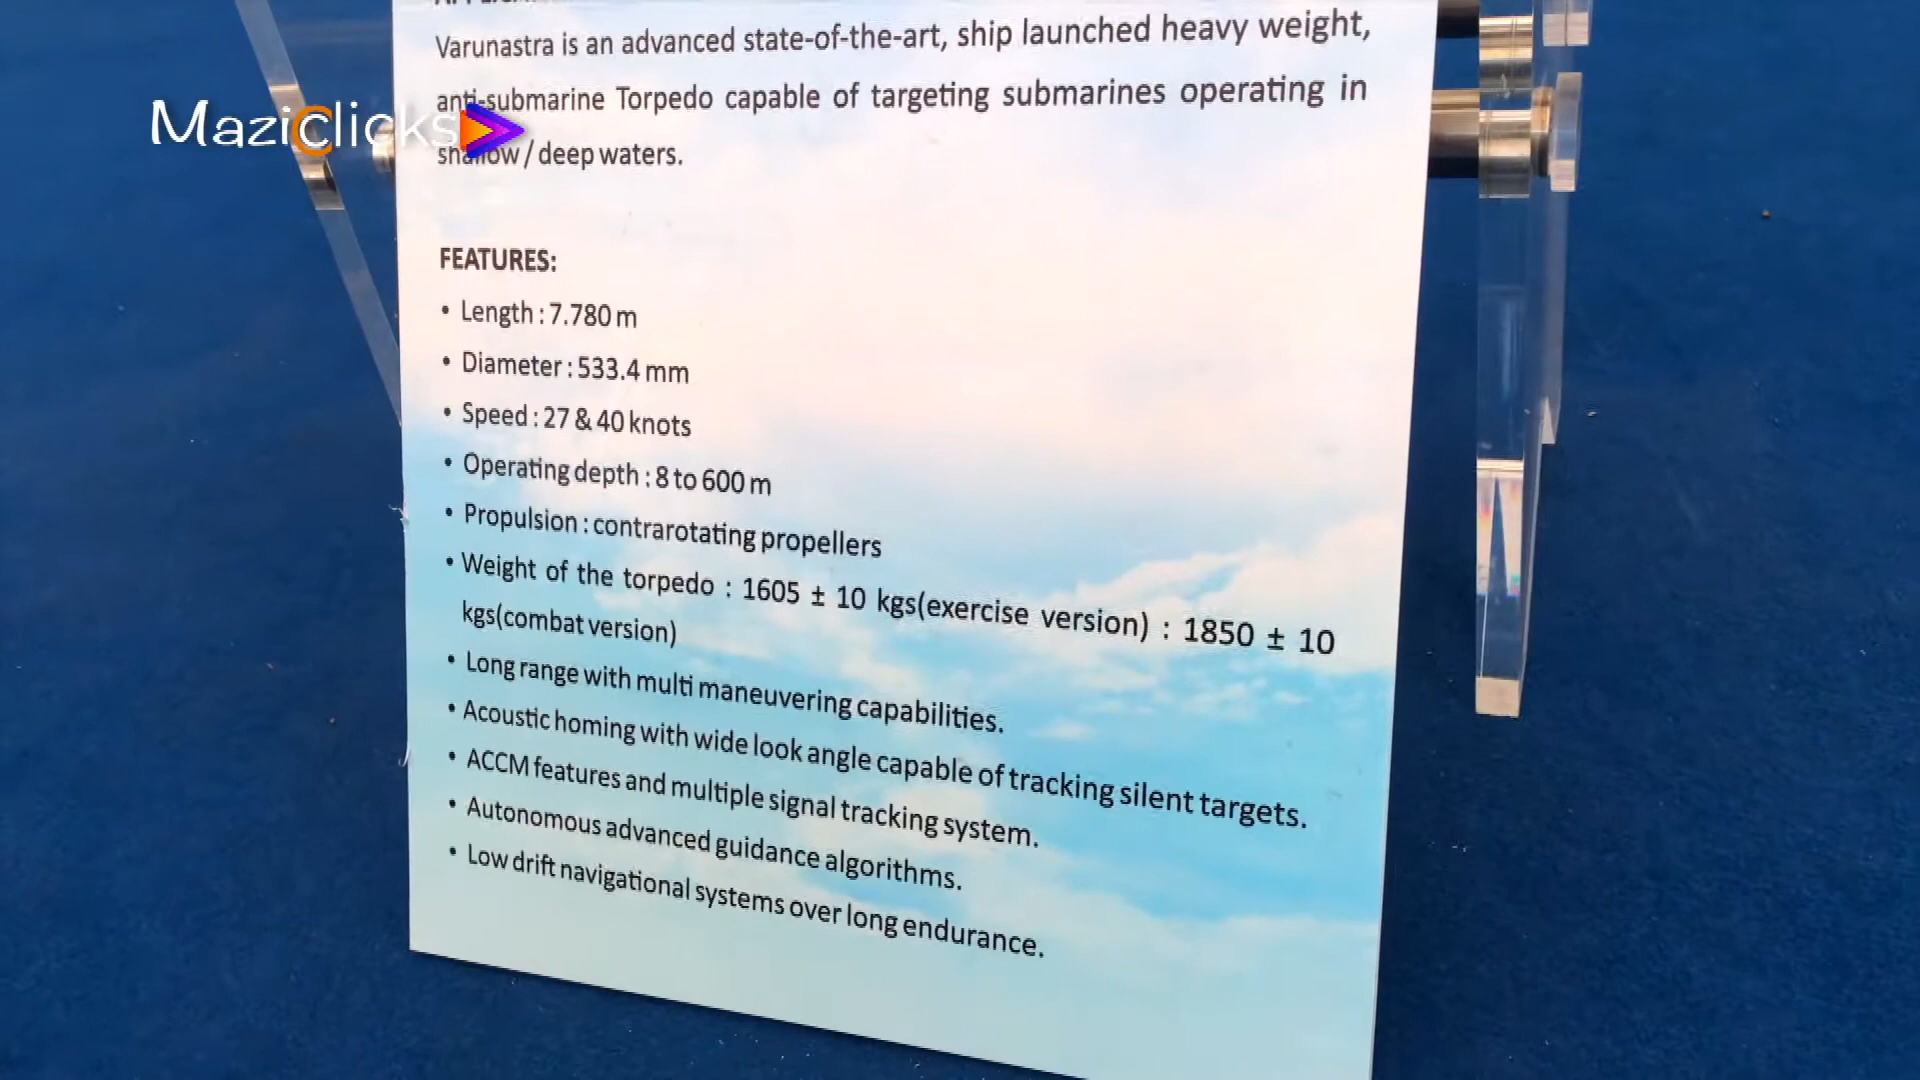 Varunastra is an advanced state-of-the-art, ship launched heavy weight,
anti-submarine Torpedo capable of targeting submarines operating in
shallow / deep waters.
Maziclicks
FEATURES:
• Length : 7.780 m
• Diameter : 533.4 mm
• Speed : 27 & 40 knots
• Operating depth : 8 to 600 m
• Propulsion : contrarotating propellers
• Weight of the torpedo : 1605 ± 10 kgs(exercise version) : 1850 ± 10
kgs(combat version)
• Long range with multi maneuvering capabilities.
• Acoustic homing with wide look angle capable of tracking silent targets.
• ACCM features and multiple signal tracking system.
• Autonomous advanced guidance algorithms.
• Low drift navigational systems over long endurance.